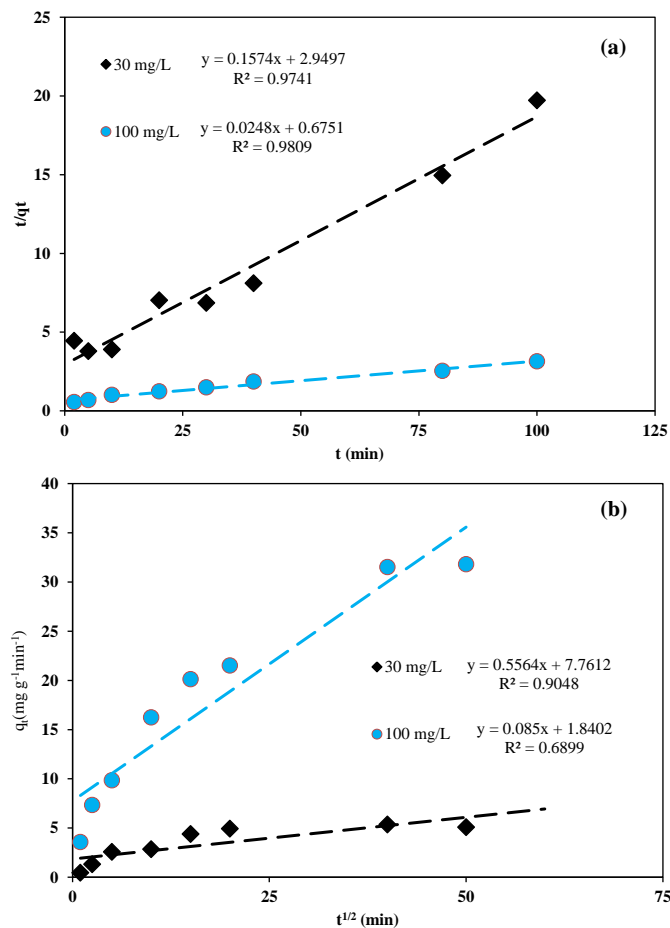 (a)
30 mg/L y = 0.1574x + 2.9497
R² = 0.9741
100 mg/L y = 0.0248x + 0.6751
R² = 0.9809
25
20
15
10
5
0
t/qt
0 25 50 75 100 125
t (min)
(b)
40
35
30
25
20
15
10
5
0
qt(mg g⁻¹min⁻¹)
30 mg/L y = 0.5564x + 7.7612
R² = 0.9048
100 mg/L y = 0.085x + 1.8402
R² = 0.6899
0 25 50 75
t¹/² (min)